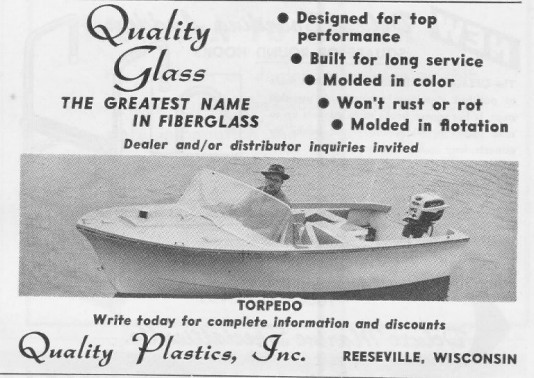 Quality
Glass
THE GREATEST NAME
IN FIBERGLASS
● Designed for top
performance
● Built for long service
● Molded in color
● Won't rust or rot
● Molded in flotation
Dealer and/or distributor inquiries invited
TORPEDO
Write today for complete information and discounts
Quality Plastics, Inc. REESEVILLE, WISCONSIN